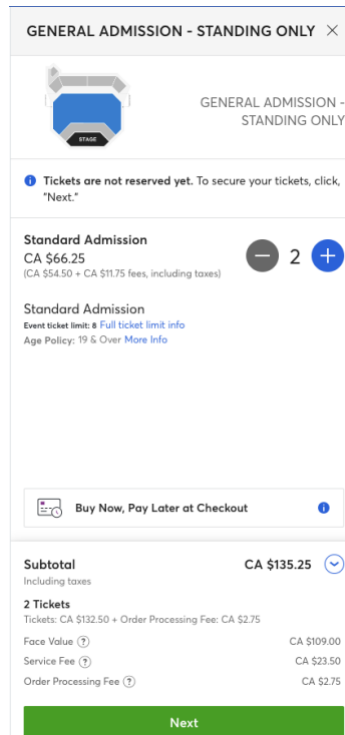 GENERAL ADMISSION - STANDING ONLY
STAGE
GENERAL ADMISSION -
STANDING ONLY
Tickets are not reserved yet. To secure your tickets, click,
"Next."
Standard Admission
CA $66.25
(CA $54.50 + CA $11.75 fees, including taxes)
2
Standard Admission
Event ticket limit: 8 Full ticket limit info
Age Policy: 19 & Over More Info
Buy Now, Pay Later at Checkout
Subtotal CA $135.25
Including taxes
2 Tickets
Tickets: CA $132.50 + Order Processing Fee: CA $2.75
Face Value CA $109.00
Service Fee CA $23.50
Order Processing Fee CA $2.75
Next